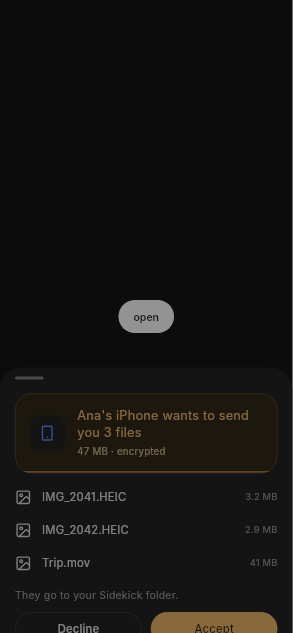 open
Ana's iPhone wants to send
you 3 files
47 MB · encrypted
IMG_2041.HEIC 3.2 MB
IMG_2042.HEIC 2.9 MB
Trip.mov 41 MB
They go to your Sidekick folder.
Decline Accept